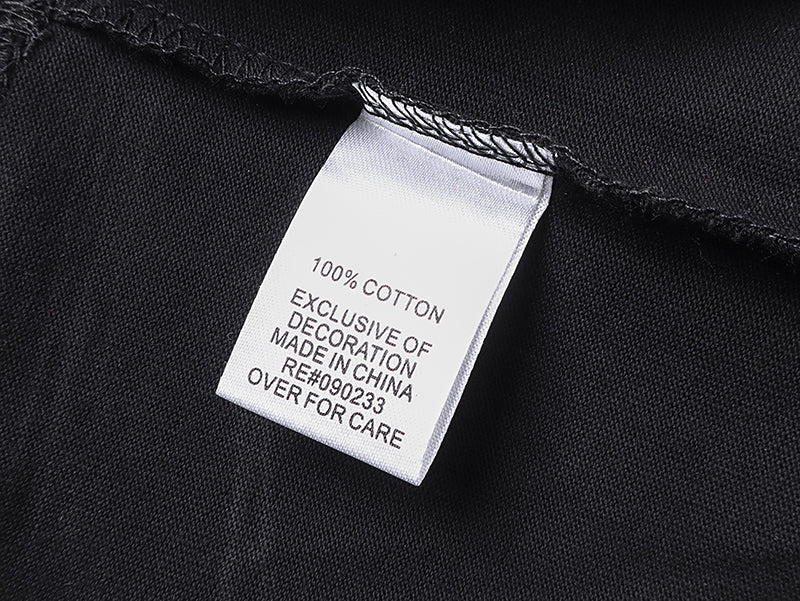 100% COTTON
EXCLUSIVE OF
DECORATION
MADE IN CHINA
RE#090233
OVER FOR CARE